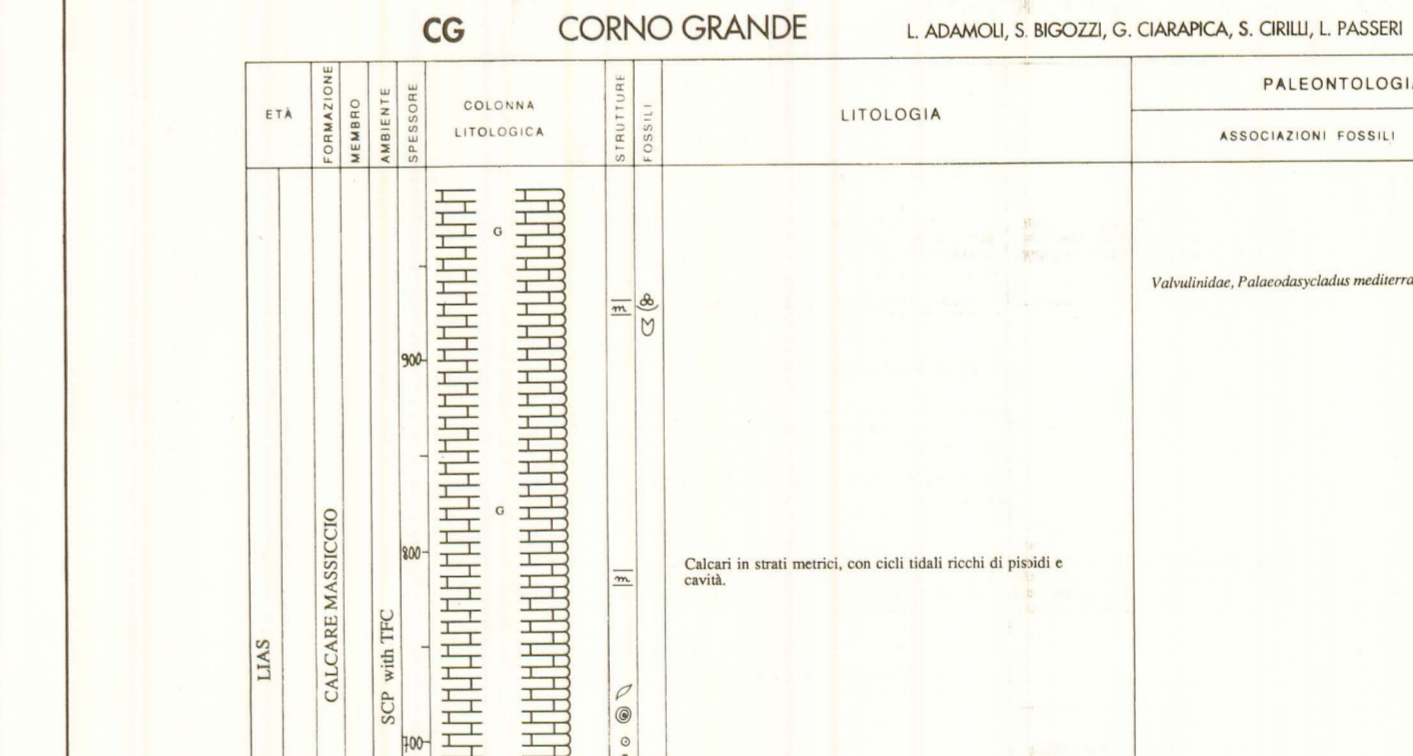 CG CORNO GRANDE L. ADAMOLI, S. BIGOZZI, G. CIARAPICA, S. CIRILLI, L. PASSERI
ETÀ
FORMAZIONE
MEMBRO
AMBIENTE
SPESSORE
COLONNA
LITOLOGICA
STRUTTURE
FOSSILI
LITOLOGIA
PALEONTOLOGI
ASSOCIAZIONI FOSSILI
G
Valvulinidae, Palaeodasycladus mediterra
m
900
G
800
m
Calcari in strati metrici, con cicli tidali ricchi di pisoidi e
cavità.
LIAS
CALCARE MASSICCIO
SCP with TFC
700